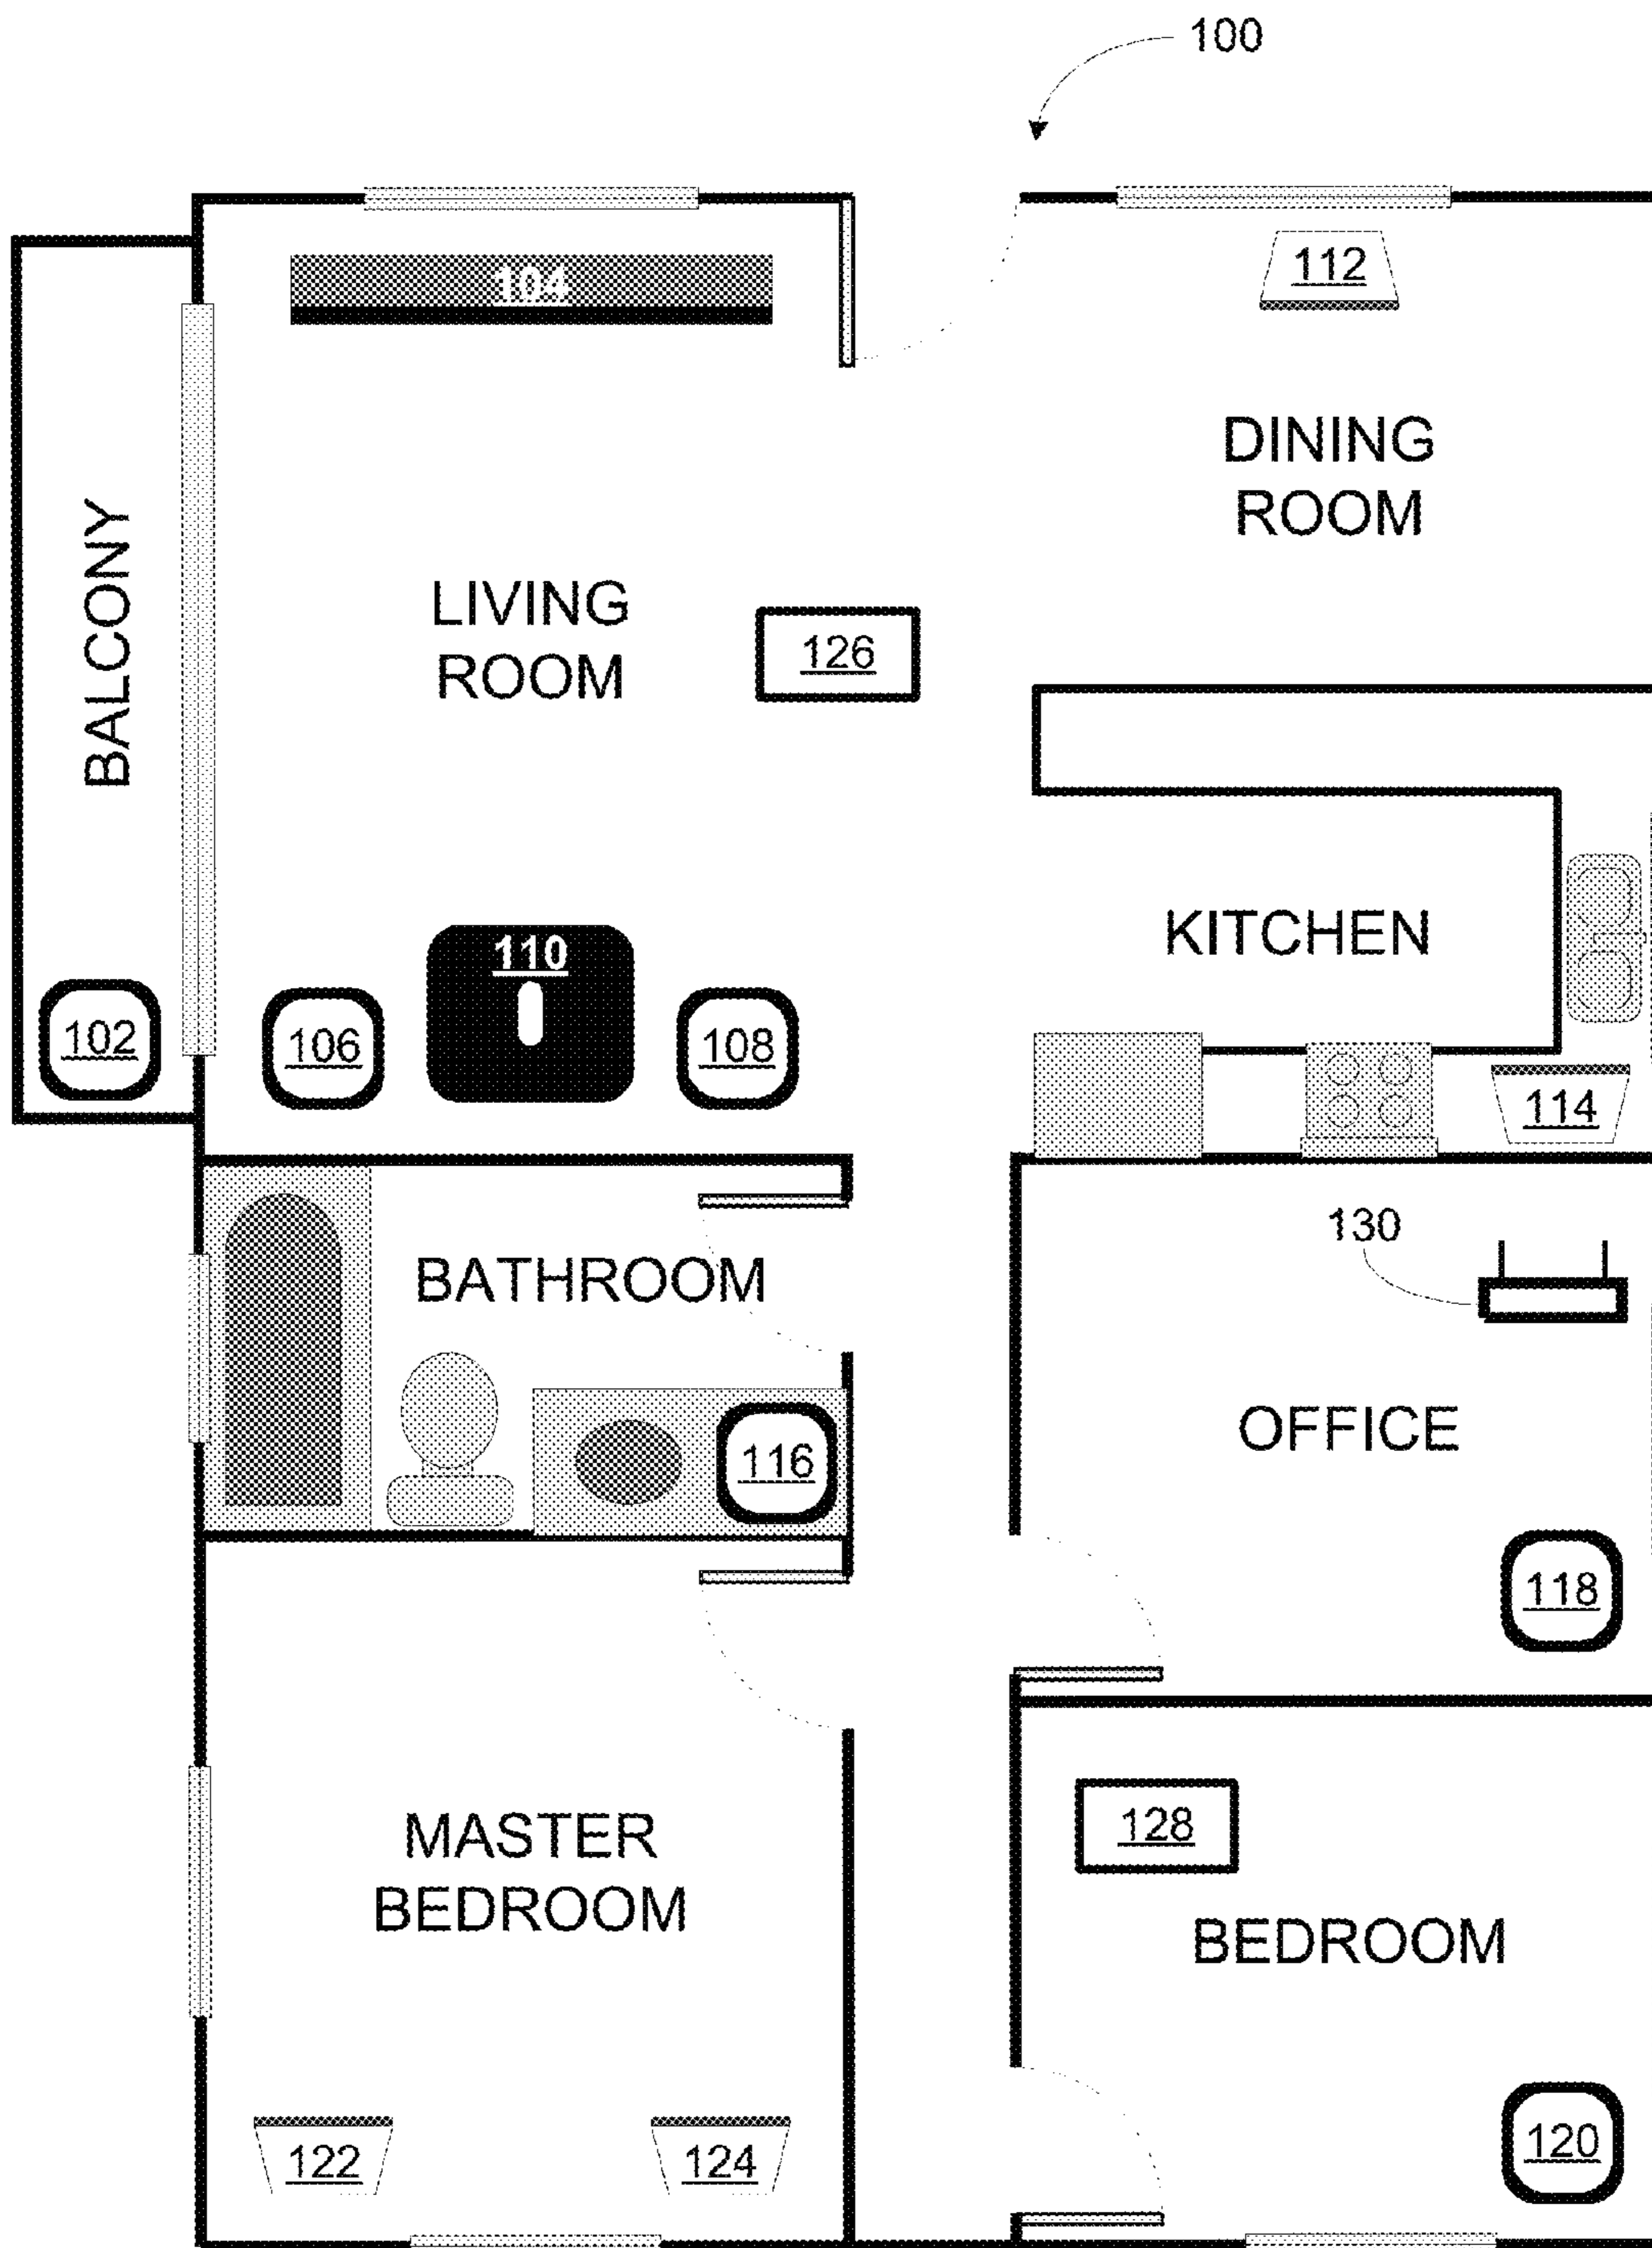 100
104
112
DINING
ROOM
BALCONY
LIVING
ROOM
126
110
KITCHEN
102
106
108
114
130
BATHROOM
OFFICE
116
118
128
MASTER
BEDROOM
BEDROOM
122
124
120